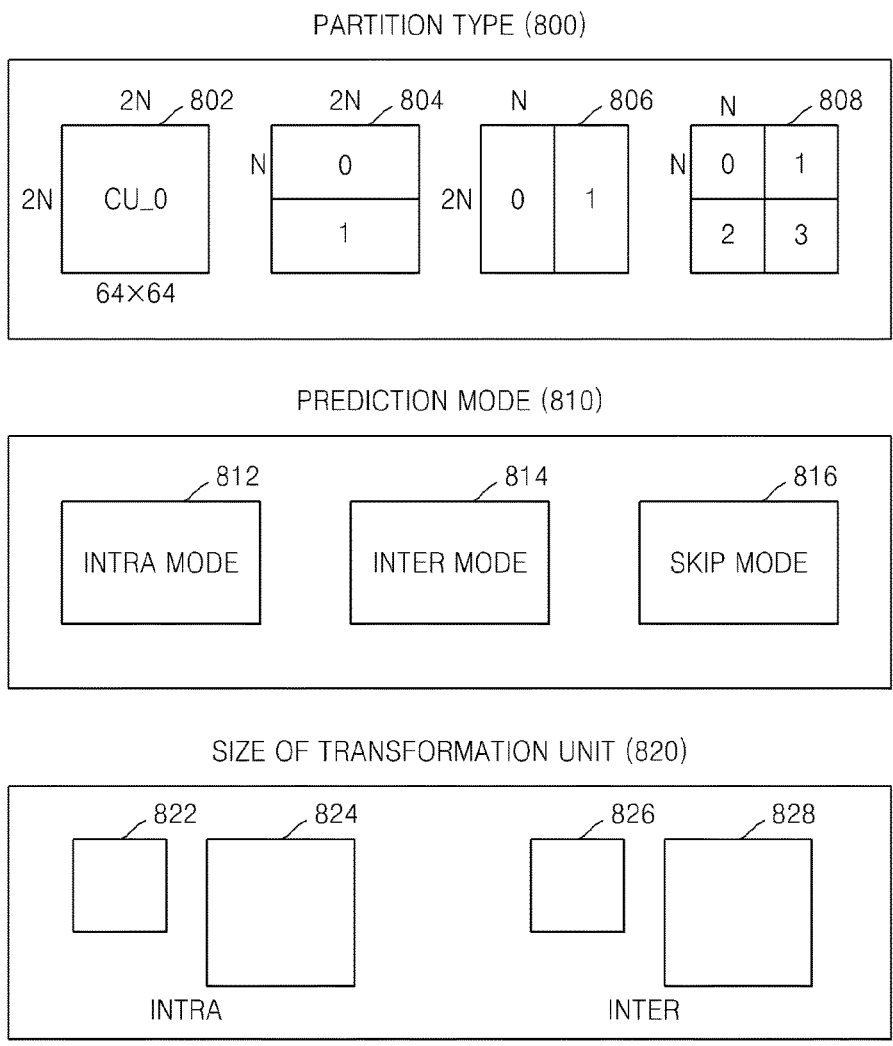 PARTITION TYPE (800)
2N 802 2N 804 N 806 N 808
2N CU_0 N 0 2N 0 1 N 0 1
1 2 3
64×64
PREDICTION MODE (810)
812 814 816
INTRA MODE INTER MODE SKIP MODE
SIZE OF TRANSFORMATION UNIT (820)
822 824 826 828
INTRA INTER